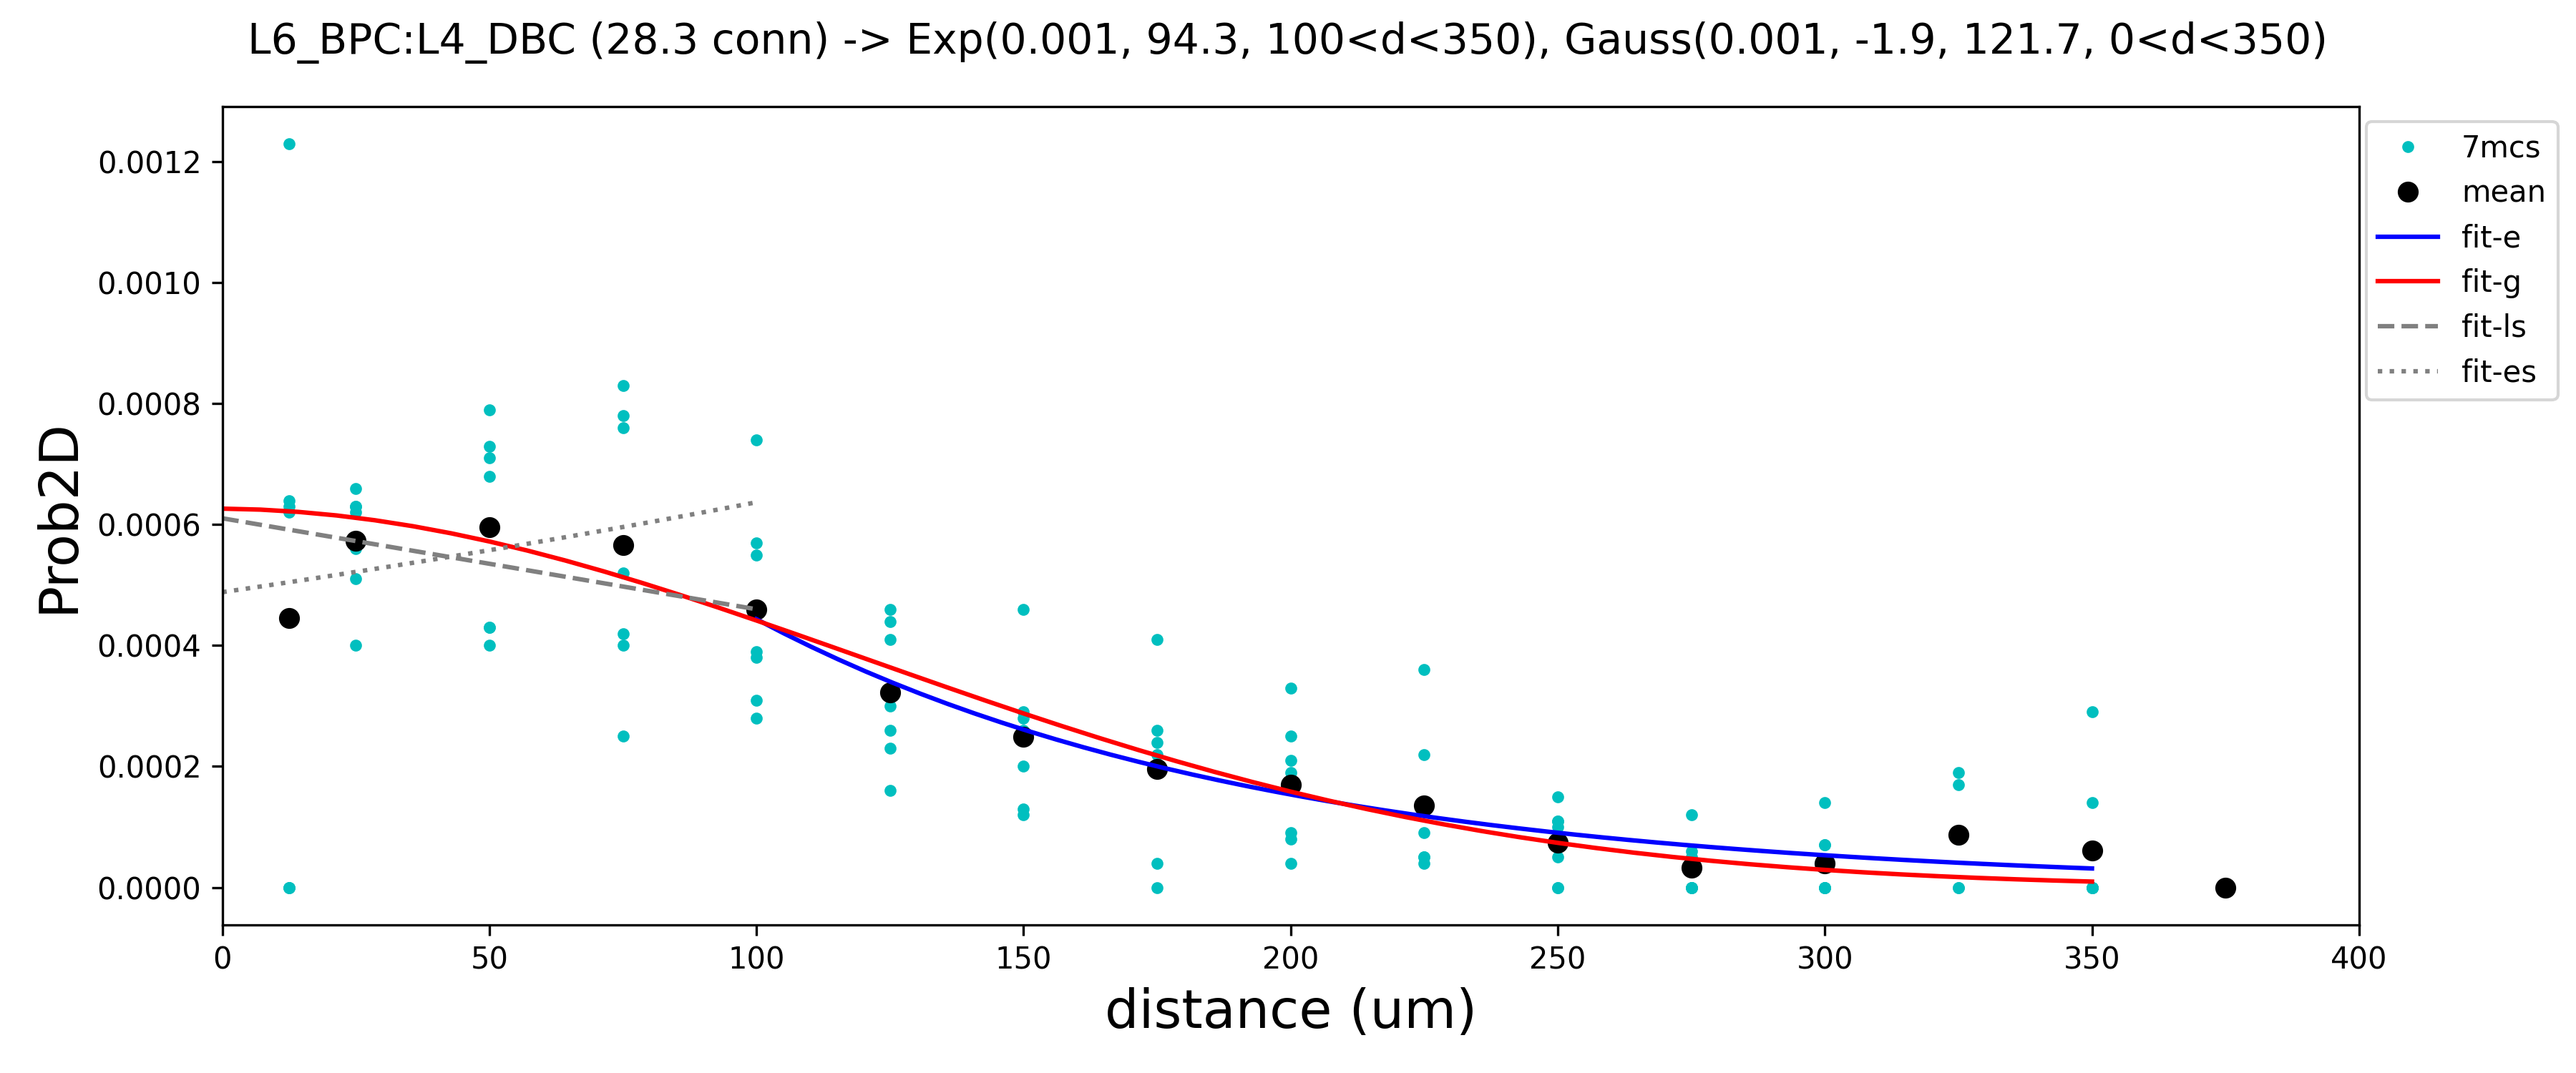 L6_BPC:L4_DBC (28.3 conn) -> Exp(0.001, 94.3, 100<d<350), Gauss(0.001, -1.9, 121.7, 0<d<350)
0.0012
0.0010
0.0008
0.0006
0.0004
0.0002
0.0000
Prob2D
0
50
100
150
200
250
300
350
400
distance (um)
7mcs
mean
fit-e
fit-g
fit-ls
fit-es